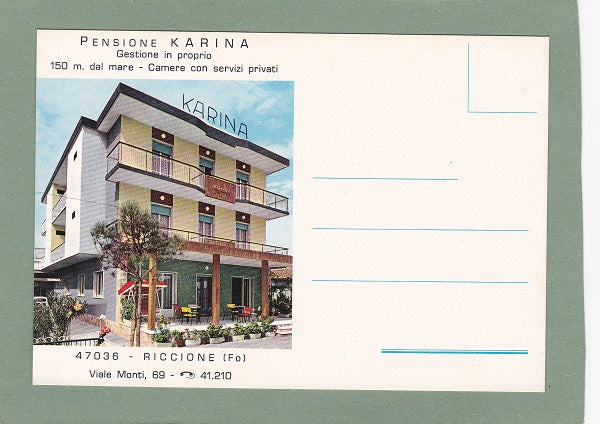 PENSIONE KARINA
Gestione in proprio
150 m. dal mare - Camere con servizi privati
KARINA
47036 - RICCIONE (Fo)
Viale Monti, 69 - 41.210